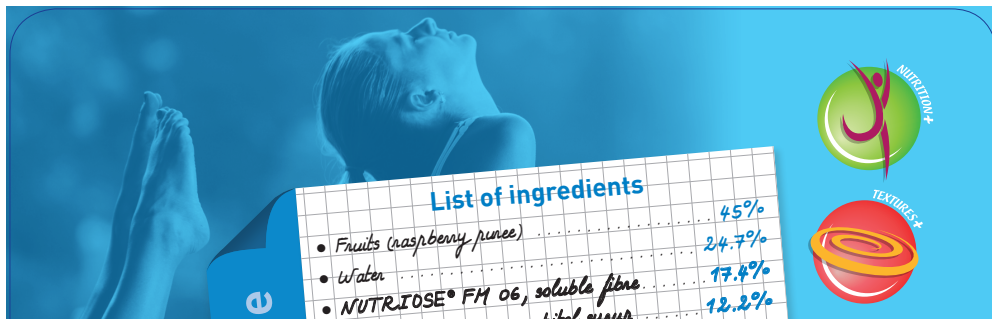 NUTRITION+
TEXTURES+
List of ingredients
• Fruits (raspberry puree) 45%
• Water 24.7%
• NUTRIOSE® FM 06, soluble fibre 17.4%
12.2%
e